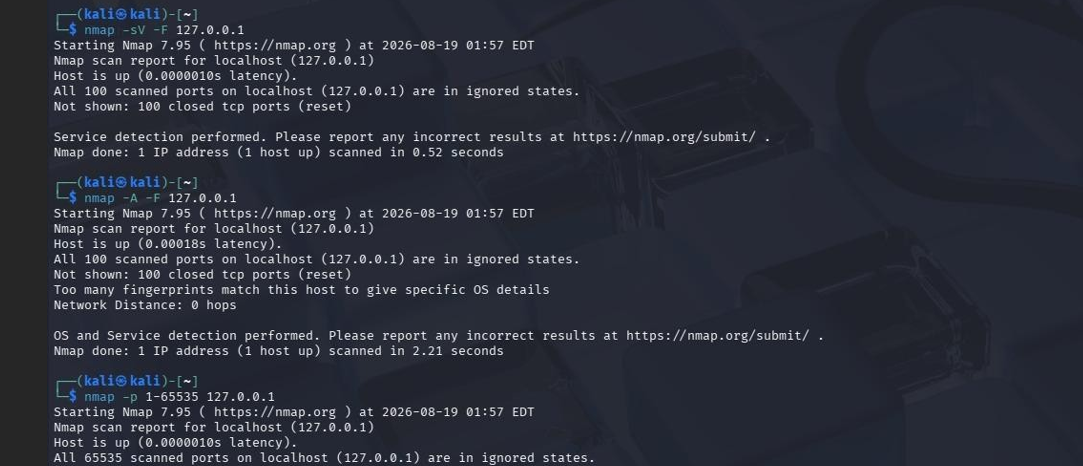 ┌──(kali㉿kali)-[~]
└─$ nmap -sV -F 127.0.0.1
Starting Nmap 7.95 ( https://nmap.org ) at 2026-08-19 01:57 EDT
Nmap scan report for localhost (127.0.0.1)
Host is up (0.0000010s latency).
All 100 scanned ports on localhost (127.0.0.1) are in ignored states.
Not shown: 100 closed tcp ports (reset)
Service detection performed. Please report any incorrect results at https://nmap.org/submit/ .
Nmap done: 1 IP address (1 host up) scanned in 0.52 seconds
┌──(kali㉿kali)-[~]
└─$ nmap -A -F 127.0.0.1
Starting Nmap 7.95 ( https://nmap.org ) at 2026-08-19 01:57 EDT
Nmap scan report for localhost (127.0.0.1)
Host is up (0.00018s latency).
All 100 scanned ports on localhost (127.0.0.1) are in ignored states.
Not shown: 100 closed tcp ports (reset)
Too many fingerprints match this host to give specific OS details
Network Distance: 0 hops
OS and Service detection performed. Please report any incorrect results at https://nmap.org/submit/ .
Nmap done: 1 IP address (1 host up) scanned in 2.21 seconds
┌──(kali㉿kali)-[~]
└─$ nmap -p 1-65535 127.0.0.1
Starting Nmap 7.95 ( https://nmap.org ) at 2026-08-19 01:57 EDT
Nmap scan report for localhost (127.0.0.1)
Host is up (0.0000010s latency).
All 65535 scanned ports on localhost (127.0.0.1) are in ignored states.